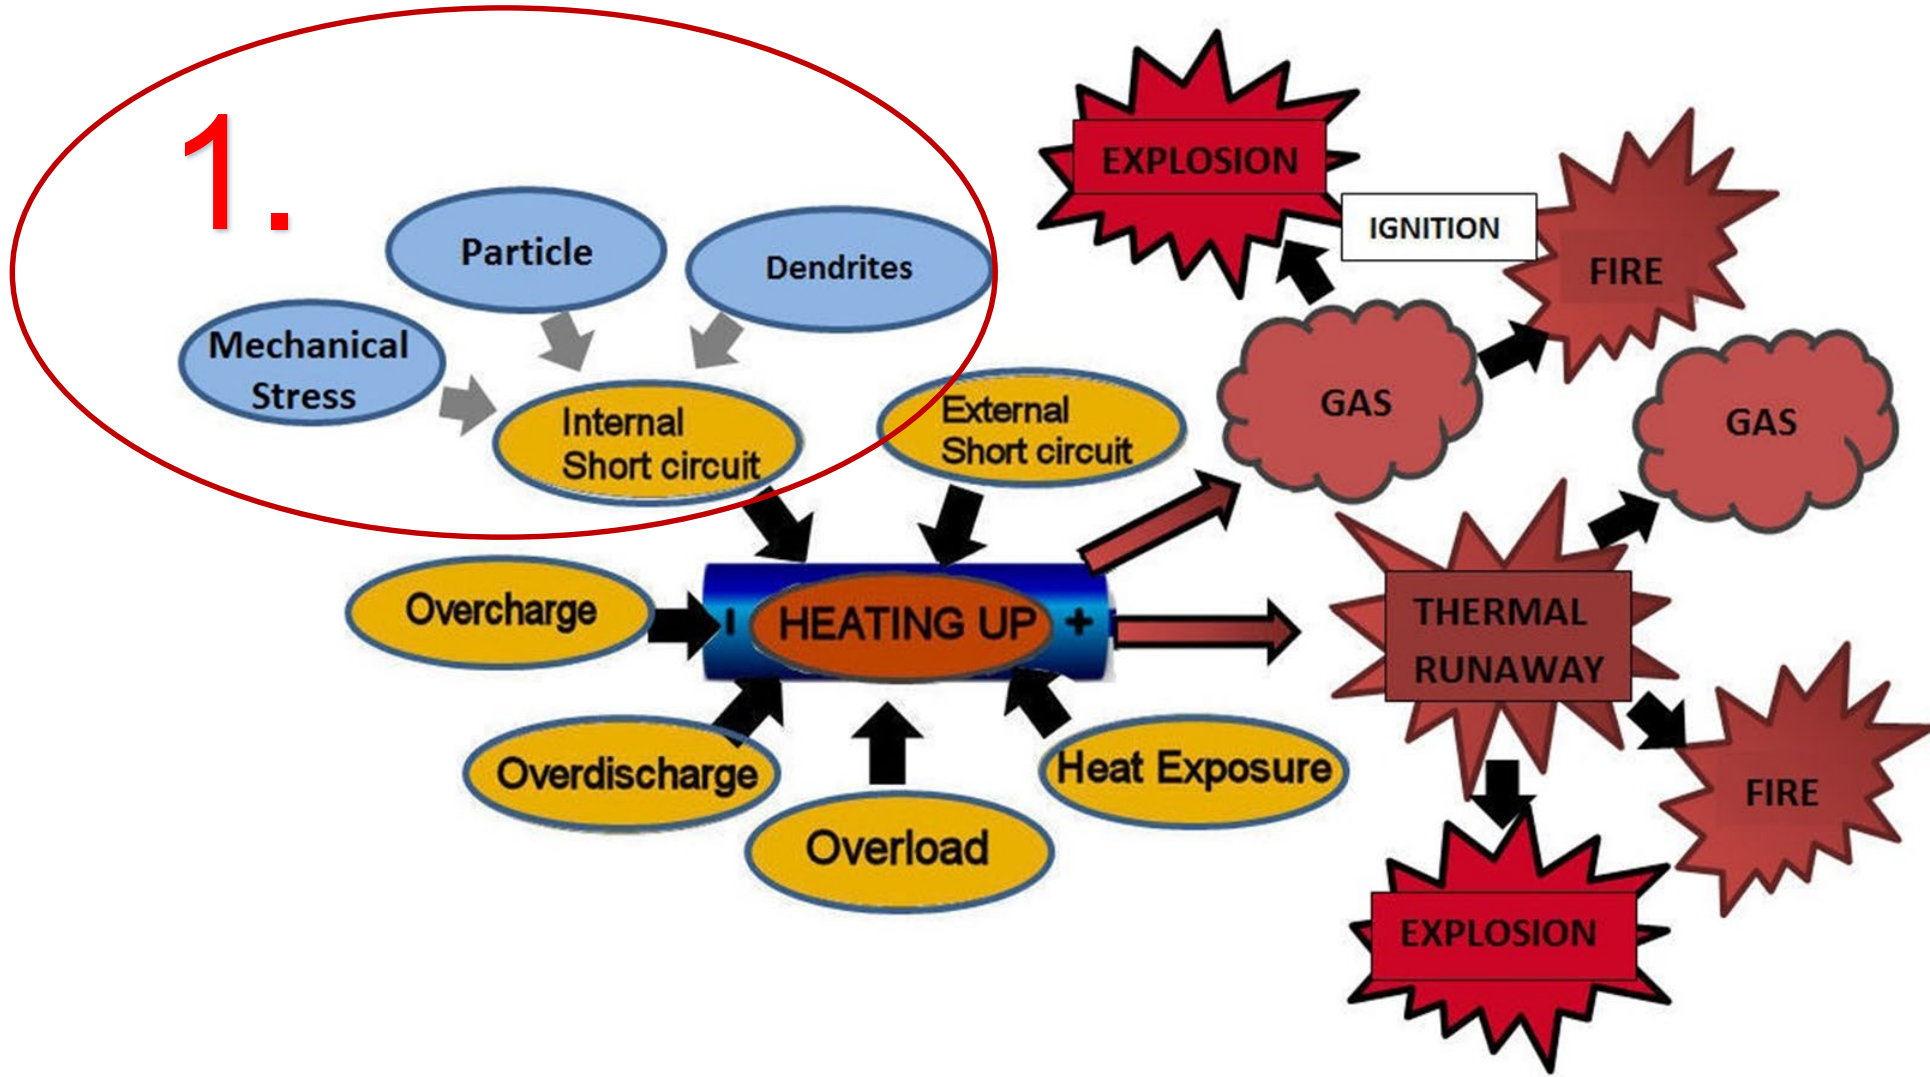 1.
Particle
Dendrites
Mechanical
Stress
Internal
Short circuit
External
Short circuit
EXPLOSION
IGNITION
FIRE
GAS
GAS
Overcharge
- HEATING UP +
THERMAL
RUNAWAY
Overdischarge
Heat Exposure
Overload
FIRE
EXPLOSION